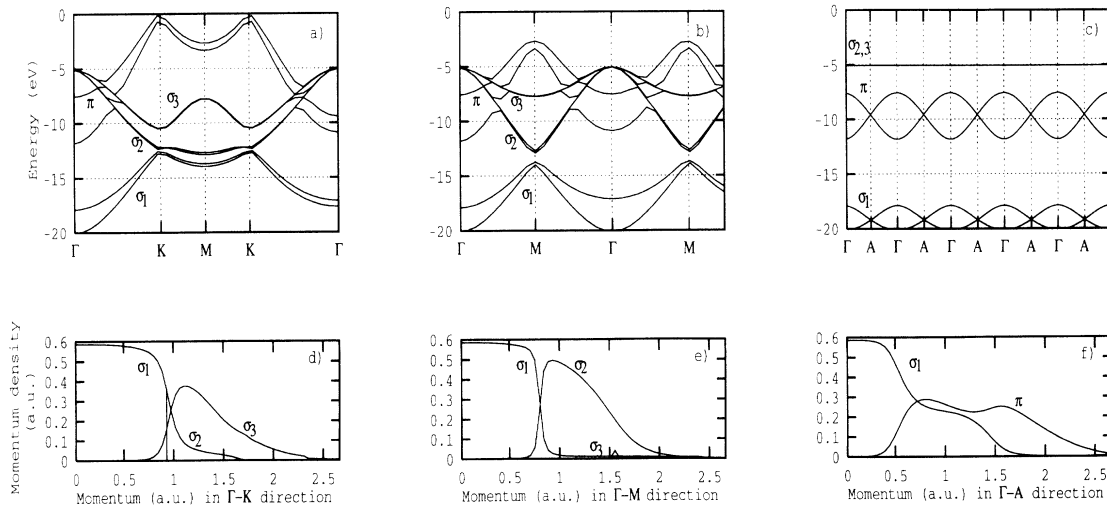 Energy (eV)
0
-5
-10
-15
-20
a)
π
σ3
σ2
σ1
Γ K M K Γ
0
-5
-10
-15
-20
b)
π
σ3
σ2
σ1
Γ M Γ M
0
-5
-10
-15
-20
c)
σ2,3
π
σ1
Γ A Γ A Γ A Γ A Γ A
Momentum density
(a.u.)
0.6
0.5
0.4
0.3
0.2
0.1
0
d)
σ1
σ2
σ3
0 0.5 1 1.5 2 2.5
Momentum (a.u.) in Γ-K direction
0.6
0.5
0.4
0.3
0.2
0.1
0
e)
σ1
σ2
σ3
0 0.5 1 1.5 2 2.5
Momentum (a.u.) in Γ-M direction
0.6
0.5
0.4
0.3
0.2
0.1
0
f)
σ1
π
0 0.5 1 1.5 2 2.5
Momentum (a.u.) in Γ-A direction